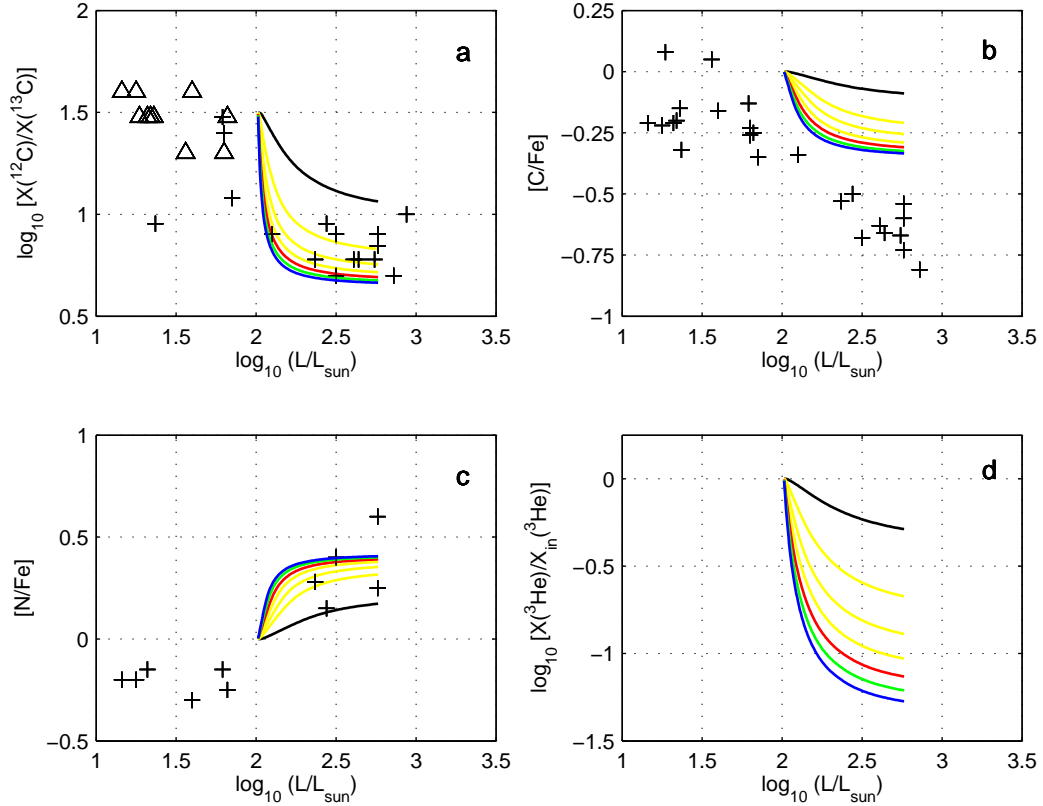 2
1.5
1
0.5
log10 [X(12C)/X(13C)]
a
1 1.5 2 2.5 3 3.5
log10 (L/Lsun)
0.25
0
−0.25
−0.5
−0.75
−1
[C/Fe]
b
1 1.5 2 2.5 3 3.5
log10 (L/Lsun)
1
0.5
0
−0.5
[N/Fe]
c
1 1.5 2 2.5 3 3.5
log10 (L/Lsun)
0
−0.5
−1
−1.5
log10 [X(3He)/Xin(3He)]
d
1 1.5 2 2.5 3 3.5
log10 (L/Lsun)